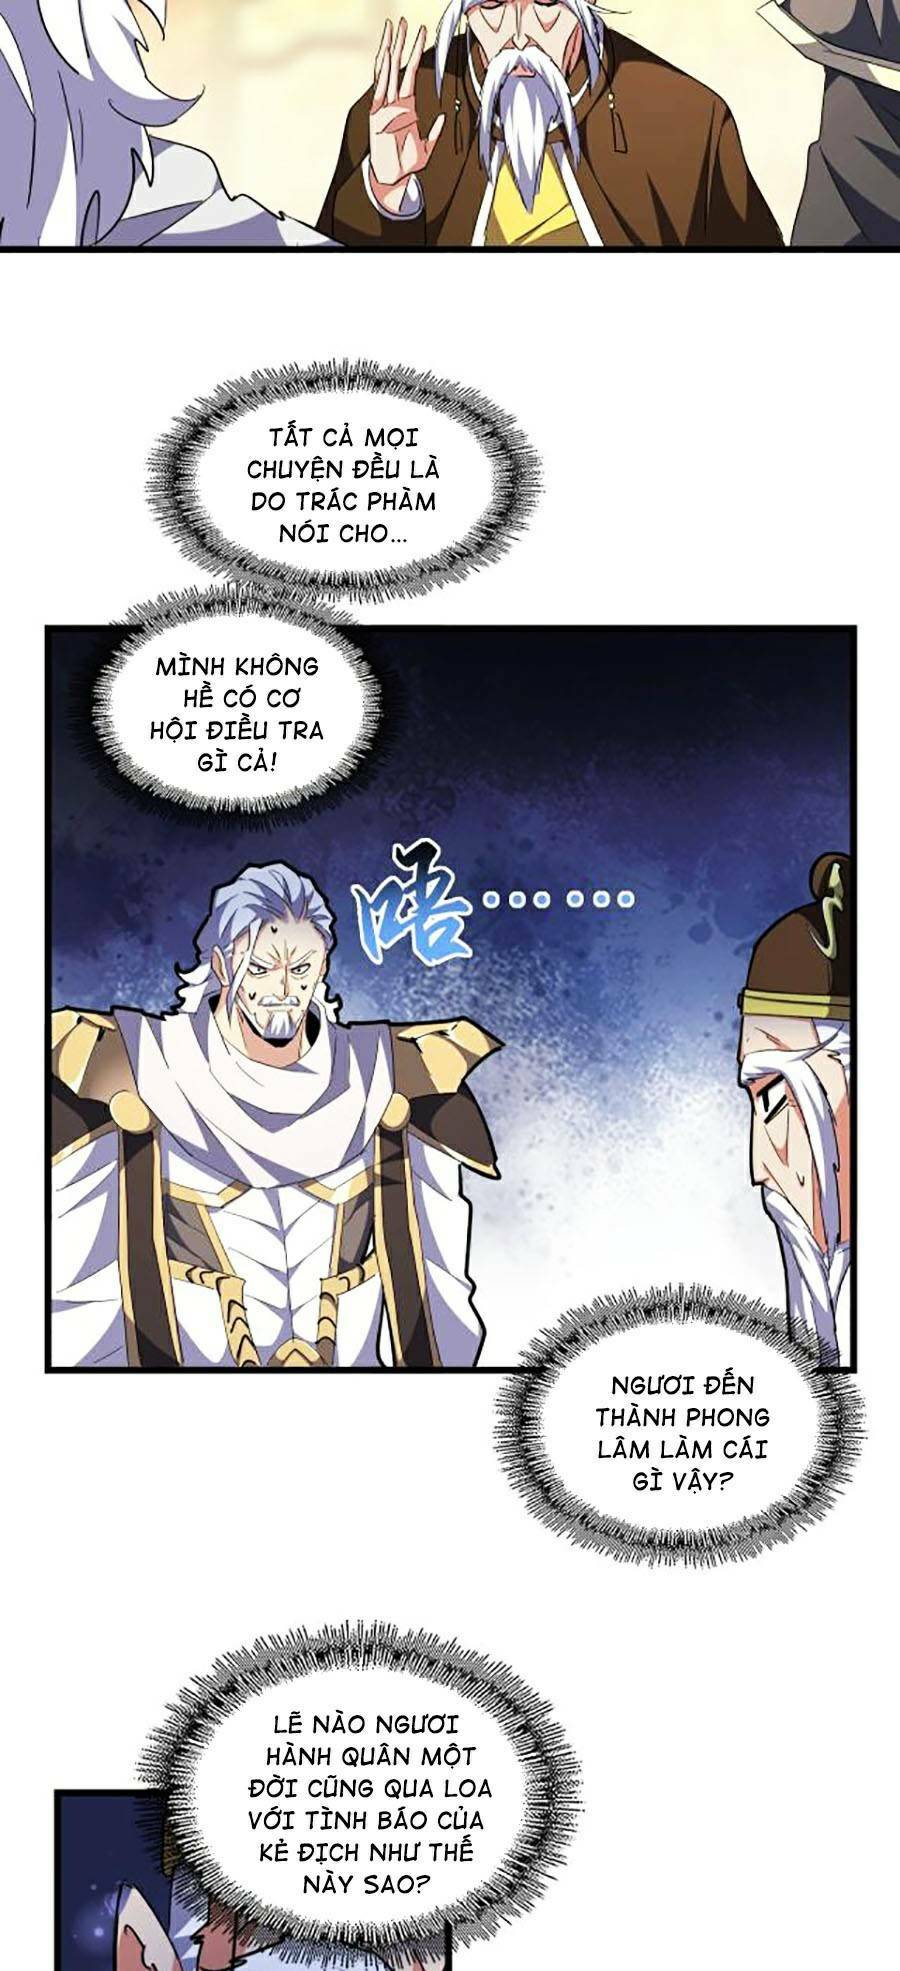 TẤT CẢ MỌI
CHUYỆN ĐỀU LÀ
DO TRÁC PHÀM
NÓI CHO...
MÌNH KHÔNG
HỀ CÓ CƠ
HỘI ĐIỀU TRA
GÌ CẢ!
唔……
NGƯƠI ĐẾN
THÀNH PHONG
LÂM LÀM CÁI
GÌ VẬY?
LẼ NÀO NGƯƠI
HÀNH QUÂN MỘT
ĐỜI CŨNG QUA LOA
VỚI TÌNH BÁO CỦA
KẺ ĐỊCH NHƯ THẾ
NÀY SAO?